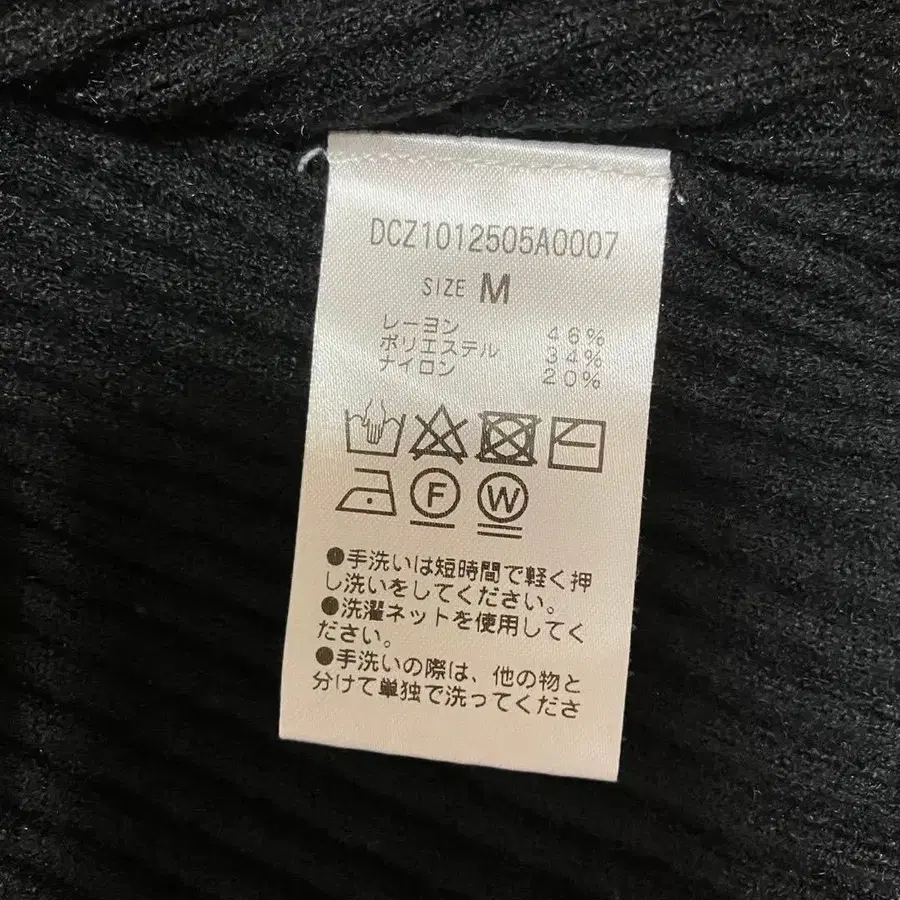 DCZ1012505A0007
SIZE M
レーヨン 46%
ポリエステル 34%
ナイロン 20%
F W
●手洗いは短時間で軽く押
し洗いをしてください。
●洗濯ネットを使用してく
ださい。
●手洗いの際は、他の物と
分けて単独で洗ってくださ